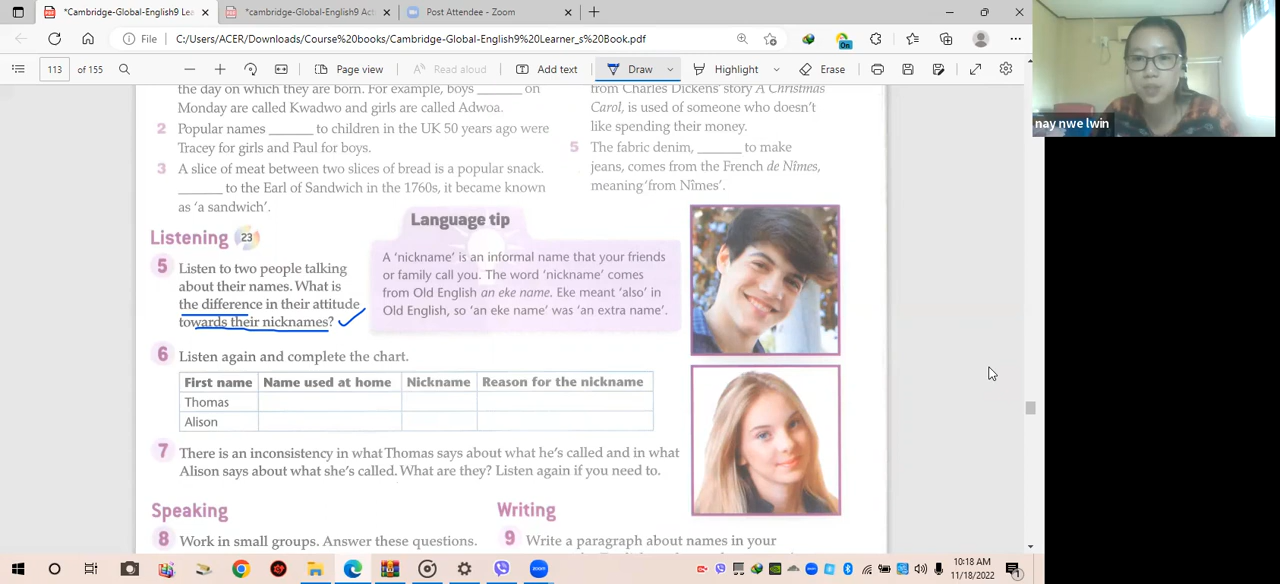 *Cambridge-Global-English9 Lea
*cambridge-Global-English9 Act
Post Attendee - Zoom
File
C:/Users/ACER/Downloads/Course%20books/Cambridge-Global-English9%20Learner_s%20Book.pdf
On
113 of 155
Page view
Read aloud
Add text
Draw
Highlight
Erase
nay nwe lwin
the day on which they are born. For example, boys ______ on
Monday are called Kwadwo and girls are called Adwoa.
2 Popular names ______ to children in the UK 50 years ago were
Tracey for girls and Paul for boys.
3 A slice of meat between two slices of bread is a popular snack.
______ to the Earl of Sandwich in the 1760s, it became known
as 'a sandwich'.
from Charles Dickens' story A Christmas
Carol, is used of someone who doesn't
like spending their money.
5 The fabric denim, ______ to make
jeans, comes from the French de Nîmes,
meaning 'from Nîmes'.
Listening 23
5 Listen to two people talking
about their names. What is
the difference in their attitude
towards their nicknames?
Language tip
A 'nickname' is an informal name that your friends
or family call you. The word 'nickname' comes
from Old English an eke name. Eke meant 'also' in
Old English, so 'an eke name' was 'an extra name'.
6 Listen again and complete the chart.
First name Name used at home Nickname Reason for the nickname
Thomas
Alison
7 There is an inconsistency in what Thomas says about what he's called and in what
Alison says about what she's called. What are they? Listen again if you need to.
Speaking
8 Work in small groups. Answer these questions.
Writing
9 Write a paragraph about names in your
zoom
10:18 AM
11/18/2022